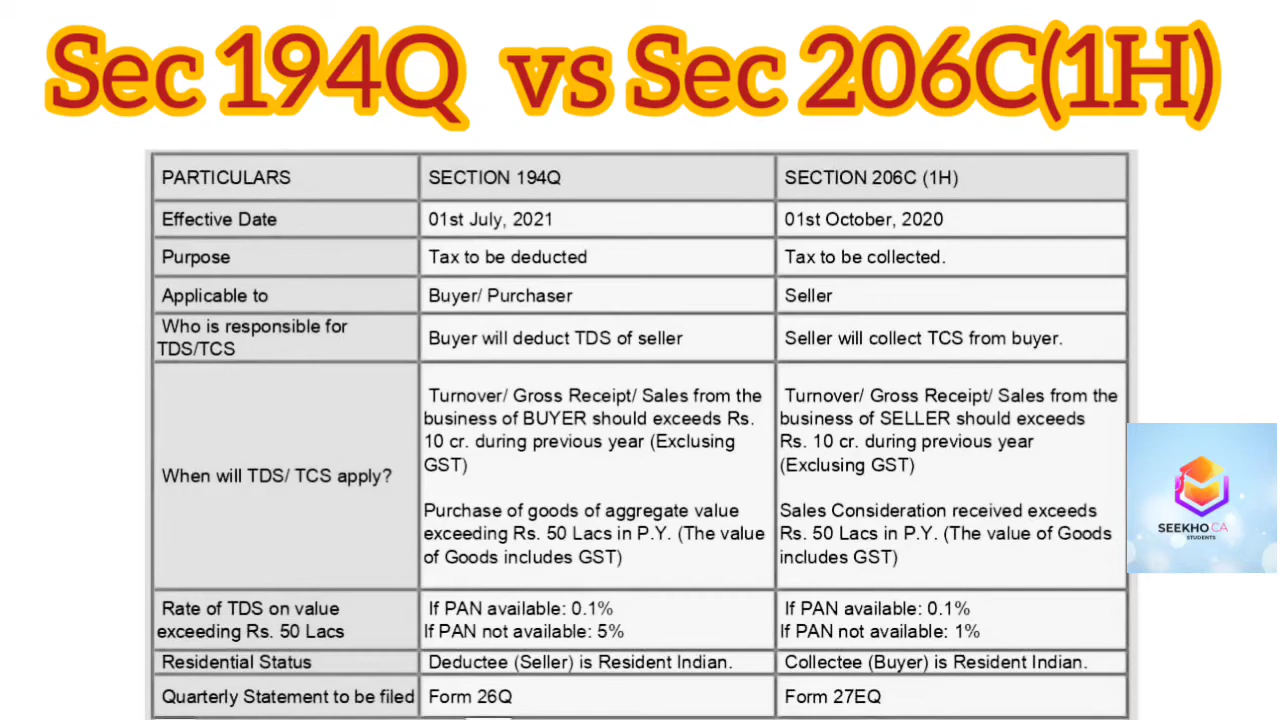 Sec 194Q vs Sec 206C(1H)
PARTICULARS
SECTION 194Q
SECTION 206C (1H)
Effective Date
01st July, 2021
01st October, 2020
Purpose
Tax to be deducted
Tax to be collected.
Applicable to
Buyer/ Purchaser
Seller
Who is responsible for
TDS/TCS
Buyer will deduct TDS of seller
Seller will collect TCS from buyer.
When will TDS/ TCS apply?
Turnover/ Gross Receipt/ Sales from the
business of BUYER should exceeds Rs.
10 cr. during previous year (Exclusing
GST)
Purchase of goods of aggregate value
exceeding Rs. 50 Lacs in P.Y. (The value
of Goods includes GST)
Turnover/ Gross Receipt/ Sales from the
business of SELLER should exceeds
Rs. 10 cr. during previous year
(Exclusing GST)
Sales Consideration received exceeds
Rs. 50 Lacs in P.Y. (The value of Goods
includes GST)
Rate of TDS on value
exceeding Rs. 50 Lacs
If PAN available: 0.1%
If PAN not available: 5%
If PAN available: 0.1%
If PAN not available: 1%
Residential Status
Deductee (Seller) is Resident Indian.
Collectee (Buyer) is Resident Indian.
Quarterly Statement to be filed
Form 26Q
Form 27EQ
SEEKHO CA
STUDENTS